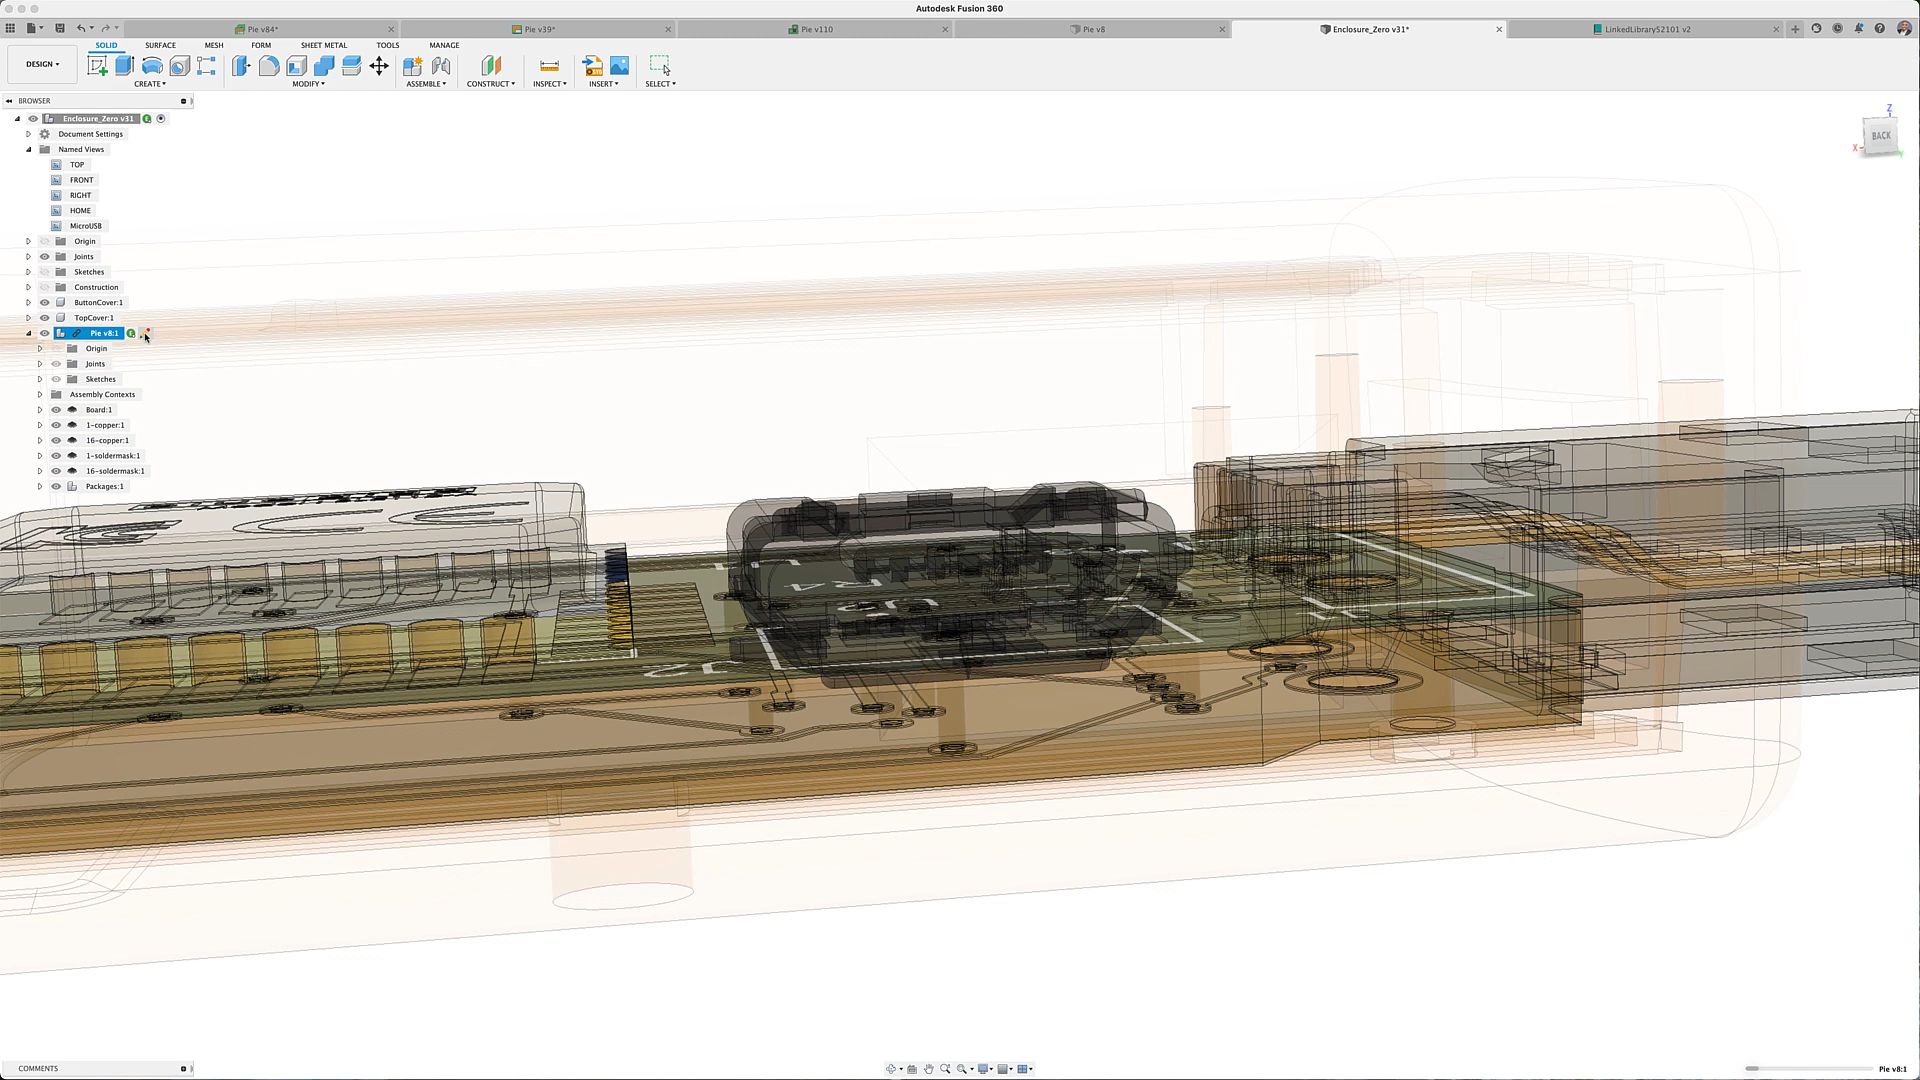 Autodesk Fusion 360
Pie v84*
Pie v39*
Pie v110
Pie v8
Enclosure_Zero v31*
LinkedLibrary52101 v2
SOLID
SURFACE
MESH
FORM
SHEET METAL
TOOLS
MANAGE
DESIGN
CREATE
MODIFY
ASSEMBLE
CONSTRUCT
INSPECT
INSERT
SELECT
BROWSER
Enclosure_Zero v31
Document Settings
Named Views
TOP
FRONT
RIGHT
HOME
MicroUSB
Origin
Joints
Sketches
Construction
ButtonCover:1
TopCover:1
Pie v8:1
Origin
Joints
Sketches
Assembly Contexts
Board:1
1-copper:1
16-copper:1
1-soldermask:1
16-soldermask:1
Packages:1
Z
BACK
X
COMMENTS
Pie v8:1